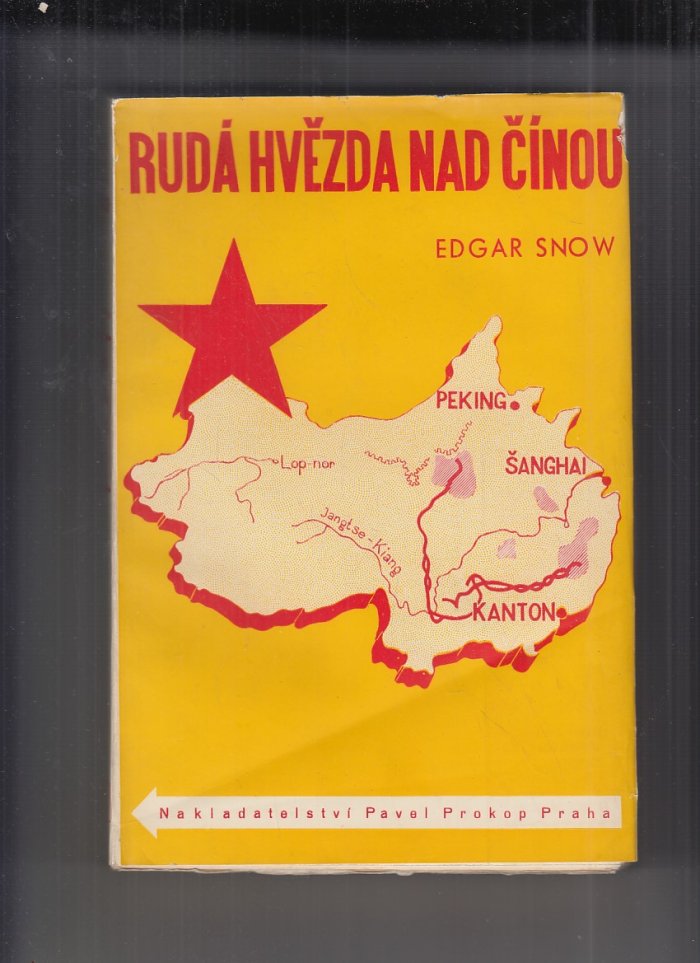 RUDÁ HVĚZDA NAD ČÍNOU
EDGAR SNOW
PEKING
Lop-nor
ŠANGHAI
Jangtse-Kiang
KANTON
Nakladatelství Pavel Prokop Praha